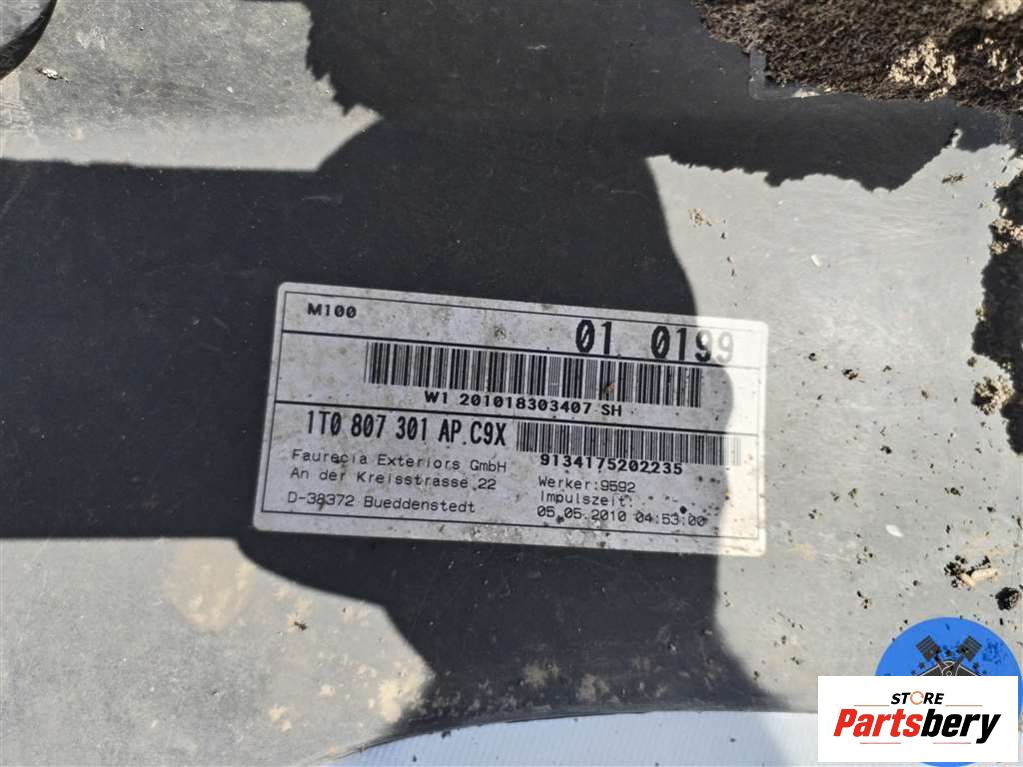 M100
01 0199
W1 201018303407 SH
1T0 807 301 AP.C9X
9134175202235
Faurecia Exteriors GmbH
An der Kreisstrasse 22
D-38372 Bueddenstedt
Werker:9592
Impulszeit:
05.05.2010 04:53:00
STORE
Partsbery